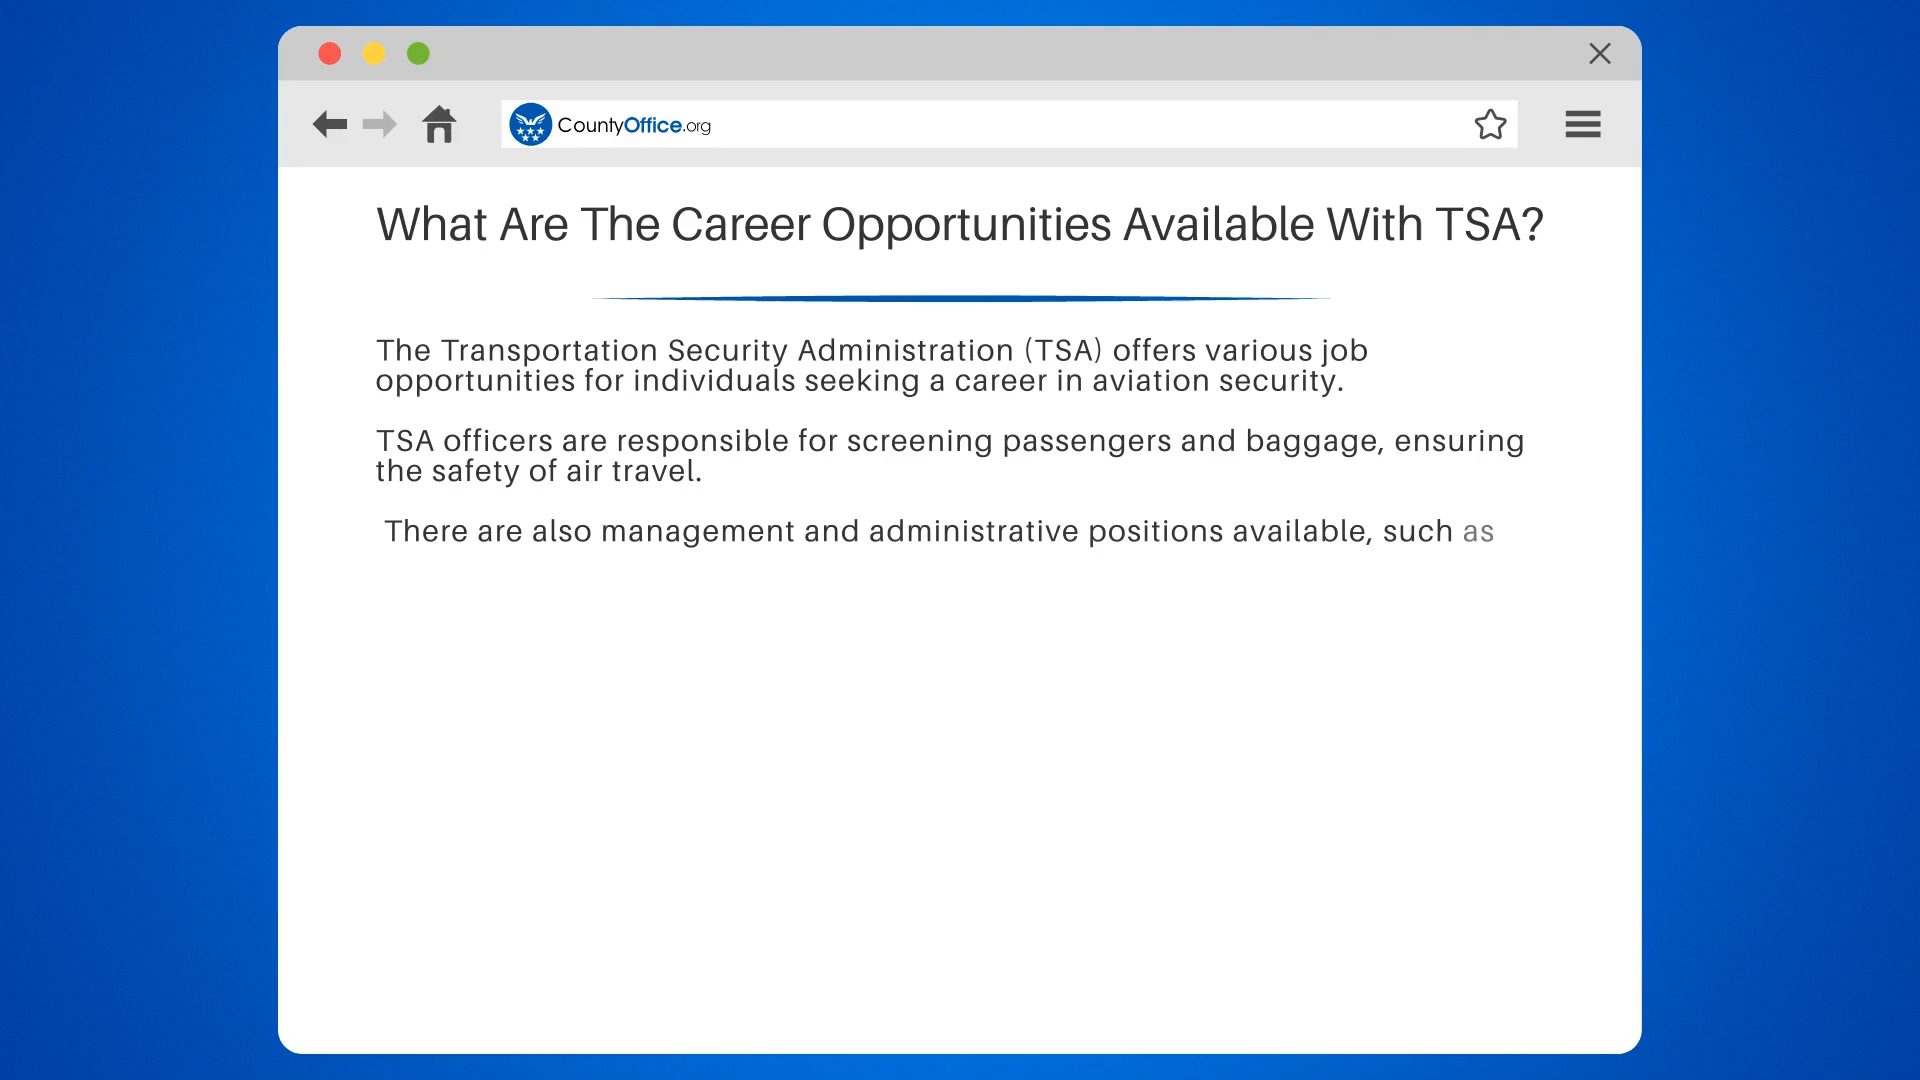 CountyOffice.org
What Are The Career Opportunities Available With TSA?
The Transportation Security Administration (TSA) offers various job
opportunities for individuals seeking a career in aviation security.
TSA officers are responsible for screening passengers and baggage, ensuring
the safety of air travel.
There are also management and administrative positions available, such as